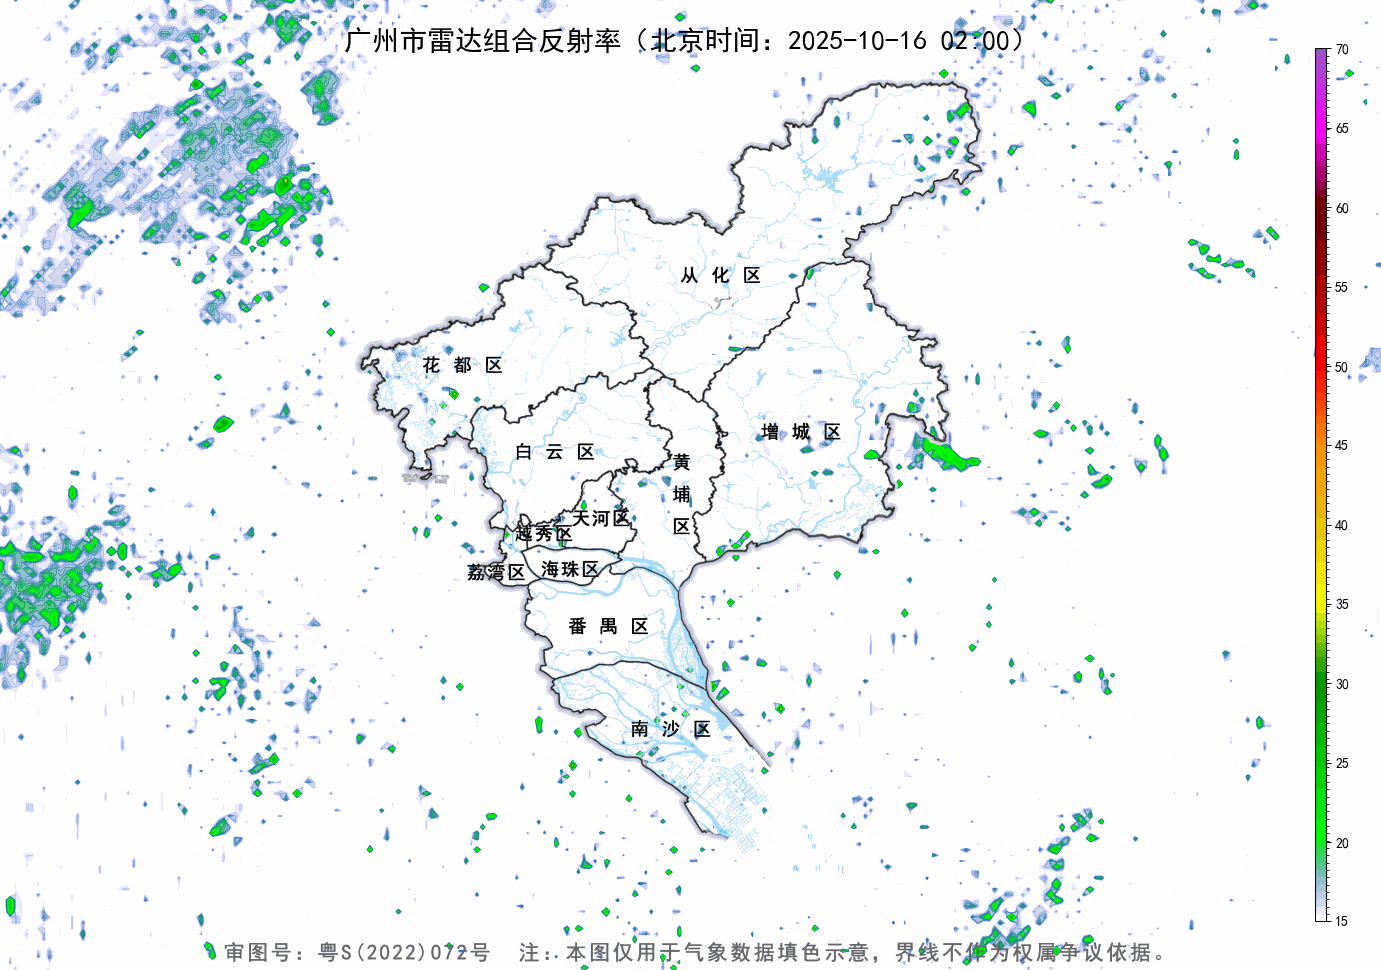 广州市雷达组合反射率（北京时间：2025-10-16 02:00）
70
65
60
55
50
45
40
35
30
25
20
15
从化区
花都区
增城区
白云区
黄埔区
天河区
越秀区
荔湾区
海珠区
番禺区
南沙区
审图号：粤S(2022)072号 注：本图仅用于气象数据填色示意，界线不作为权属争议依据。